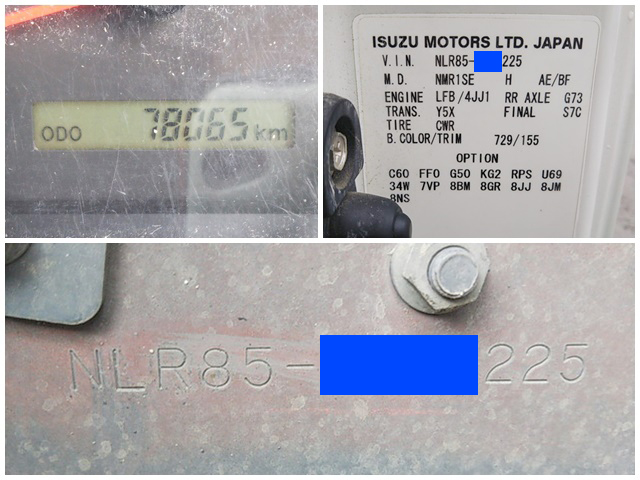 ODO 78065 km
ISUZU MOTORS LTD. JAPAN
V.I.N. NLR85- 225
M.D. NMR1SE H AE/BF
ENGINE LFB/4JJ1 RR AXLE G73
TRANS. Y5X FINAL S7C
TIRE CWR
B.COLOR/TRIM 729/155
OPTION
C60 FF0 G50 KG2 RPS U69
34W 7VP 8BM 8GR 8JJ 8JM
8NS
NLR85- 225